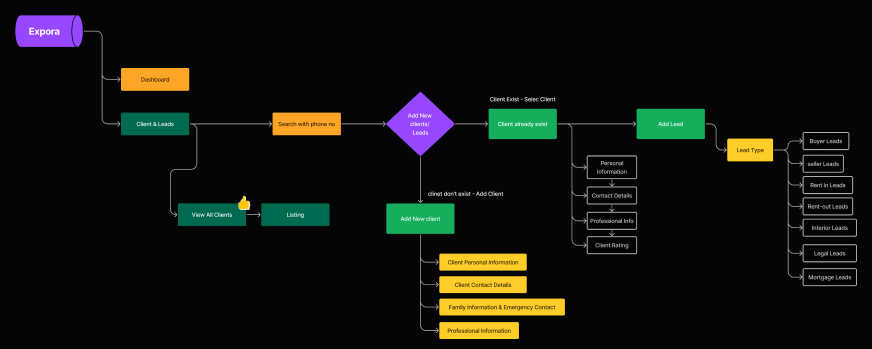 Expora
Dashboard
Client & Leads
Search with phone no
Add New
clients/
Leads
Client Exist - Selec Client
Client already exist
Add Lead
Lead Type
Buyer Leads
seller Leads
Rent in Leads
Rent-out Leads
Interior Leads
Legal Leads
Mortgage Leads
Personal
Information
Contact Details
Professional Info
Client Rating
View All Clients
Listing
clinet don't exist - Add Client
Add New client
Client Personal Information
Client Contact Details
Family Information & Emergency Contact
Professional Information